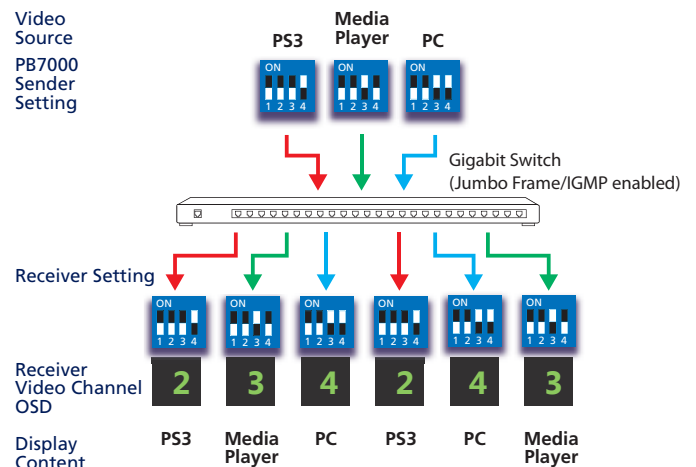 Video
Source
PS3
Media
Player
PC
PB7000
Sender
Setting
ON
1 2 3 4
ON
1 2 3 4
ON
1 2 3 4
Gigabit Switch
(Jumbo Frame/IGMP enabled)
Receiver Setting
ON
1 2 3 4
ON
1 2 3 4
ON
1 2 3 4
ON
1 2 3 4
ON
1 2 3 4
ON
1 2 3 4
Receiver
Video Channel
OSD
2
3
4
2
4
3
Display
Content
PS3
Media
Player
PC
PS3
PC
Media
Player